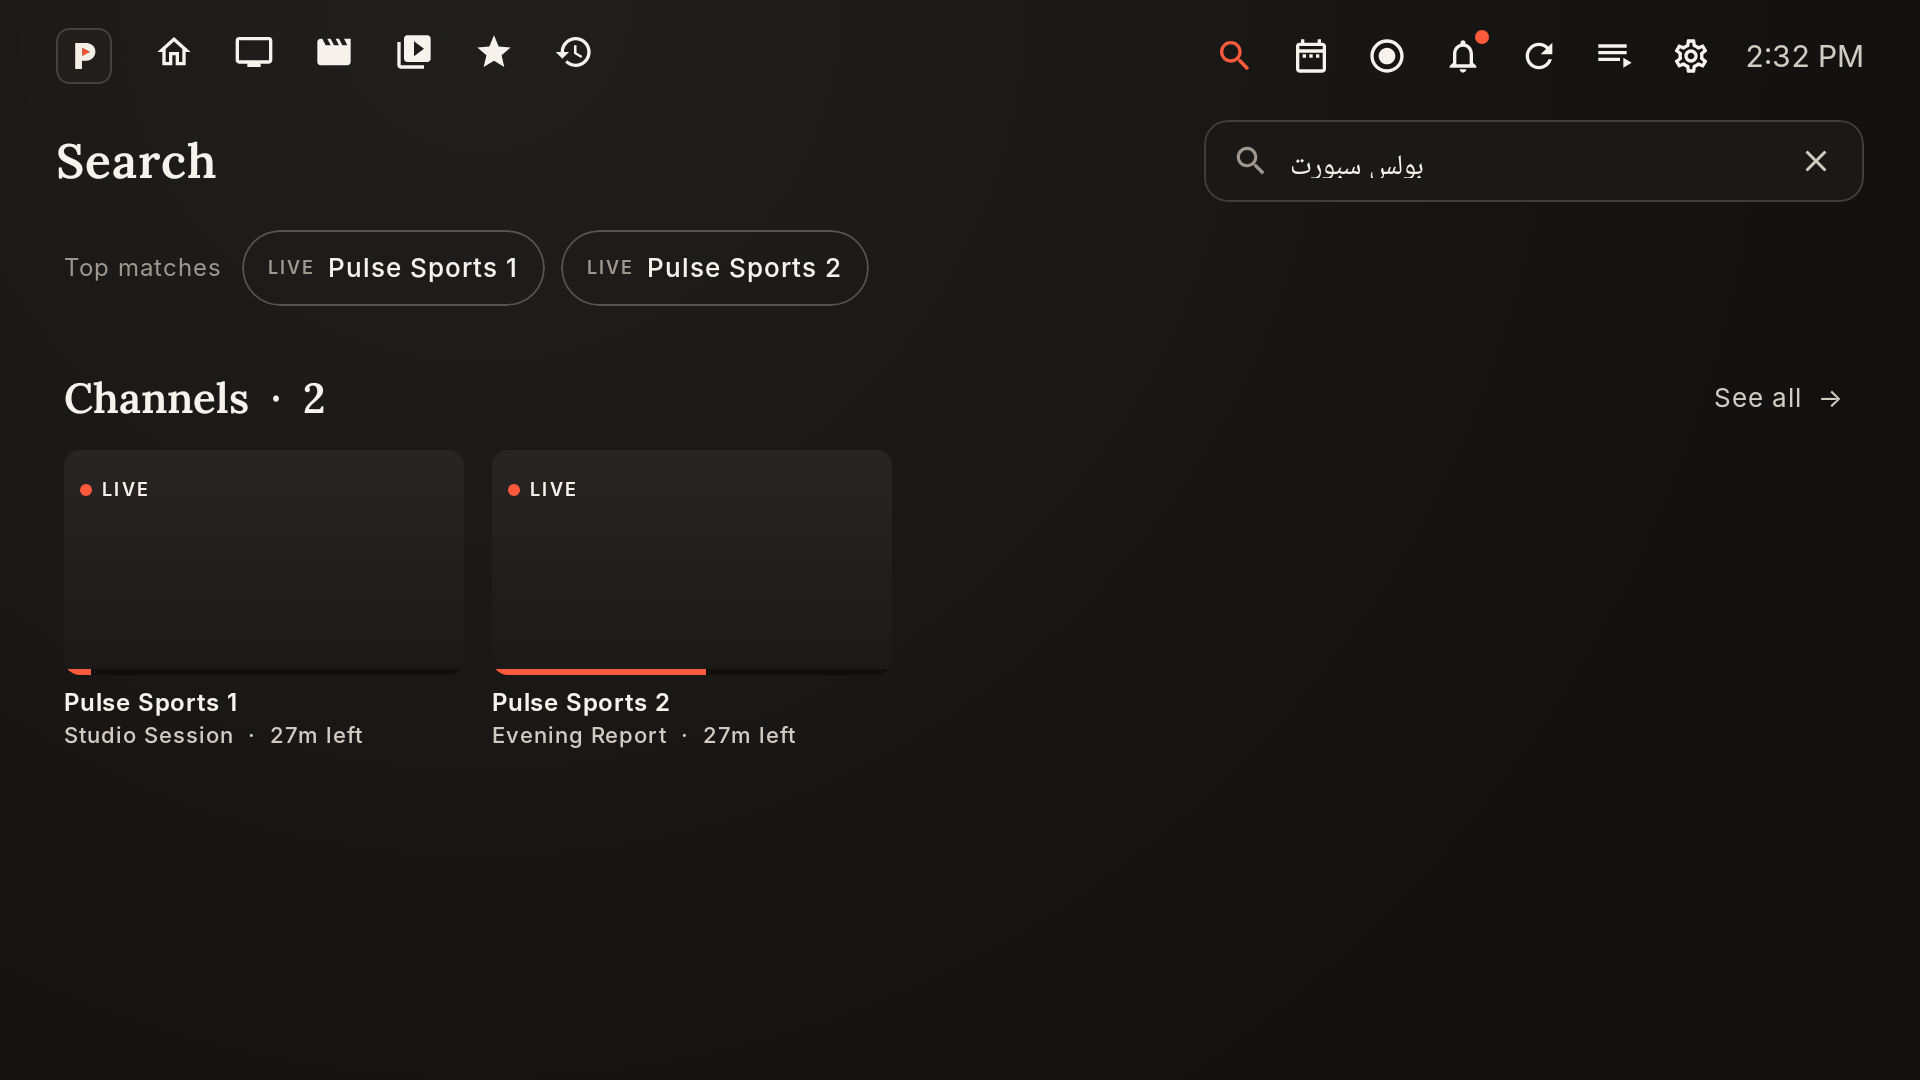 2:32 PM
Search
بولس سبورت
Top matches
LIVE Pulse Sports 1
LIVE Pulse Sports 2
Channels · 2
See all →
LIVE
LIVE
Pulse Sports 1
Studio Session · 27m left
Pulse Sports 2
Evening Report · 27m left